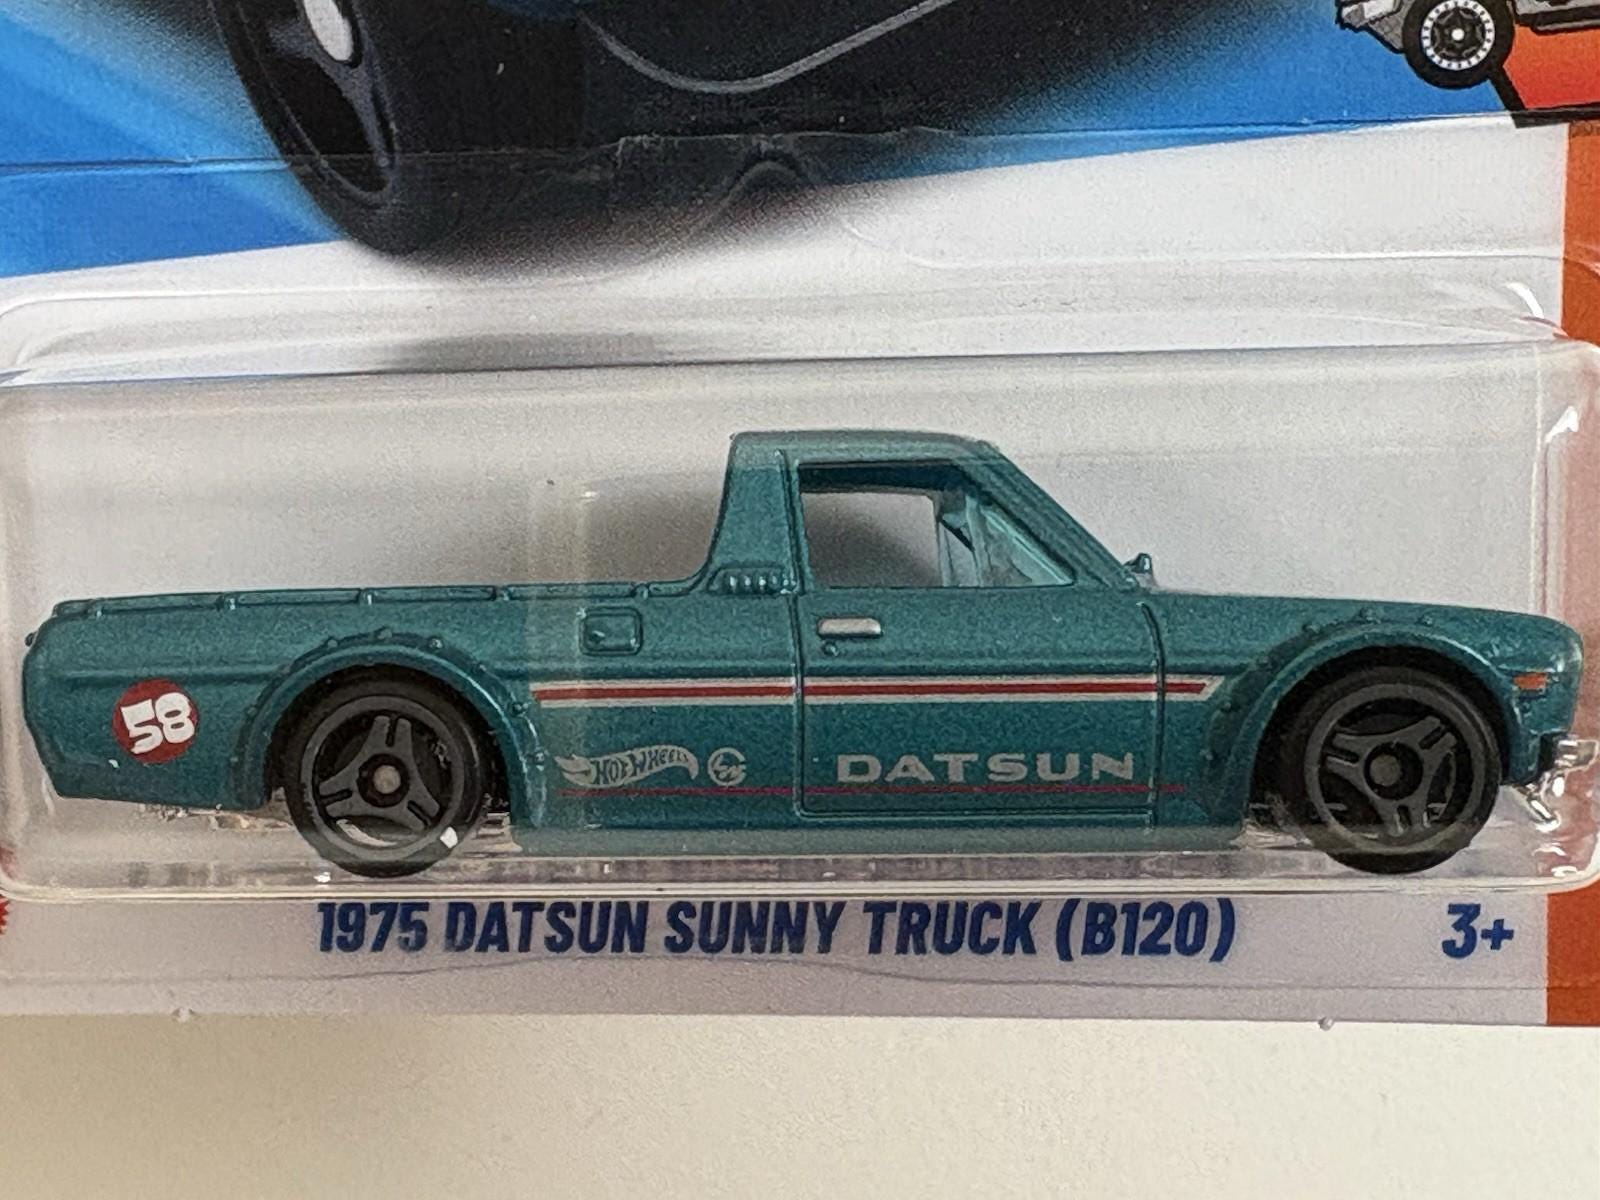 58
HOT WHEELS
DATSUN
1975 DATSUN SUNNY TRUCK (B120)
3+